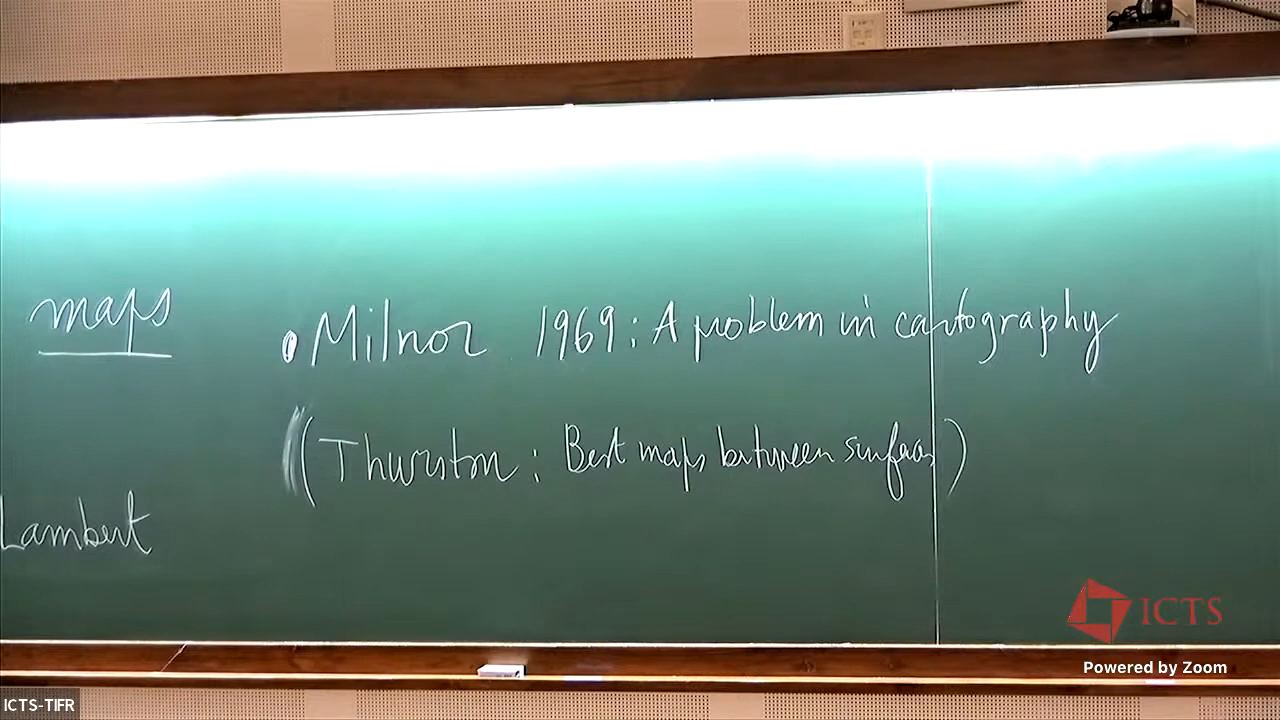 maps
• Milnor 1969: A problem in cartography
(Thurston: Best maps between surfaces)
Lambert
ICTS
Powered by Zoom
ICTS-TIFR